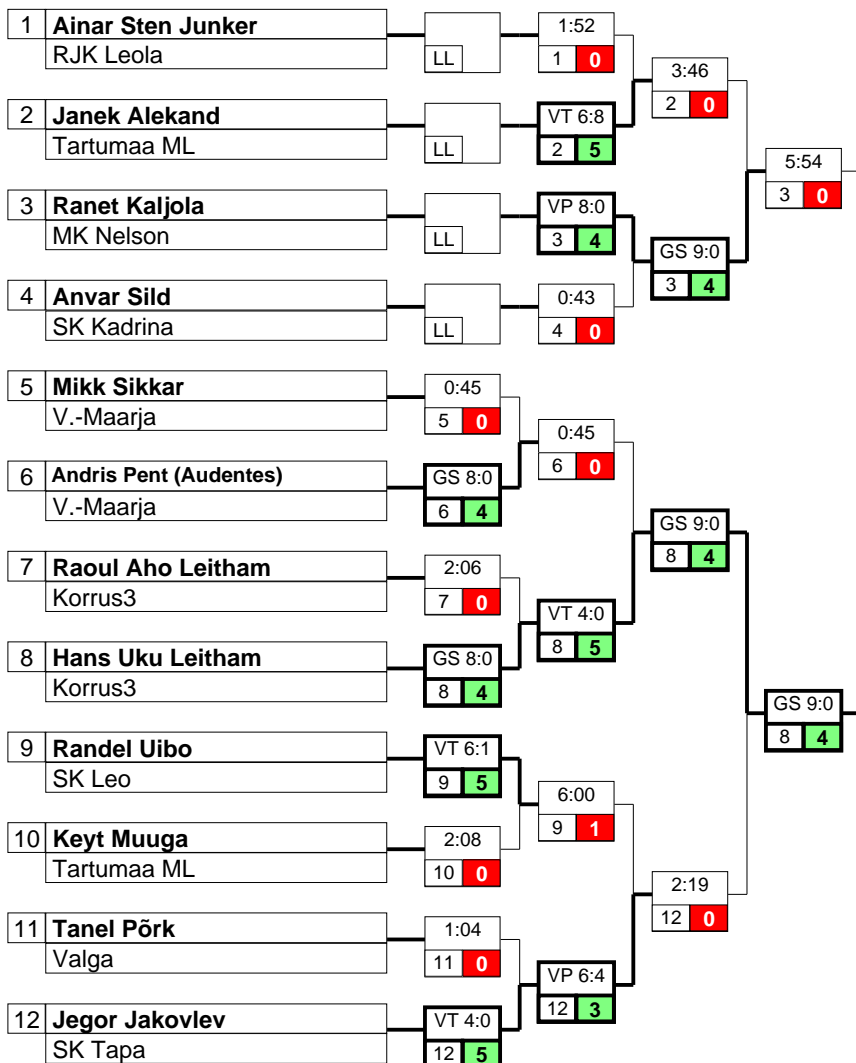 1 Ainar Sten Junker
RJK Leola
LL
1:52
1 0
3:46
2 0
2 Janek Alekand
Tartumaa ML
LL
VT 6:8
2 5
5:54
3 0
3 Ranet Kaljola
MK Nelson
LL
VP 8:0
3 4
GS 9:0
3 4
4 Anvar Sild
SK Kadrina
LL
0:43
4 0
5 Mikk Sikkar
V.-Maarja
0:45
5 0
0:45
6 0
6 Andris Pent (Audentes)
V.-Maarja
GS 8:0
6 4
GS 9:0
8 4
7 Raoul Aho Leitham
Korrus3
2:06
7 0
VT 4:0
8 5
8 Hans Uku Leitham
Korrus3
GS 8:0
8 4
GS 9:0
8 4
9 Randel Uibo
SK Leo
VT 6:1
9 5
6:00
9 1
10 Keyt Muuga
Tartumaa ML
2:08
10 0
2:19
12 0
11 Tanel Põrk
Valga
1:04
11 0
VP 6:4
12 3
12 Jegor Jakovlev
SK Tapa
VT 4:0
12 5